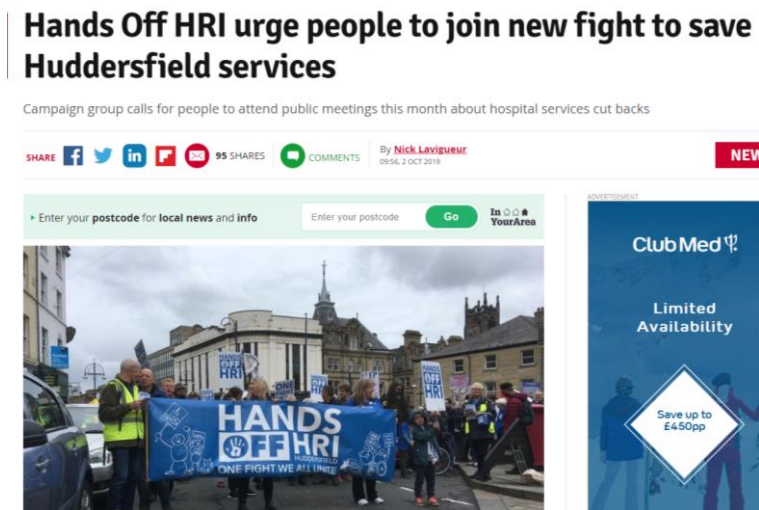 Hands Off HRI urge people to join new fight to save
Huddersfield services
Campaign group calls for people to attend public meetings this month about hospital services cut backs
SHARE
95 SHARES
COMMENTS
By Nick Lavigueur
09:56, 2 OCT 2019
NEW
Enter your postcode for local news and info
Enter your postcode
Go
In
YourArea
ADVERTISEMENT
Club Med
Limited
Availability
Save up to
£450pp
HANDS
OFF
HRI
ONE
HANDS
OFF
HRI
HANDS
OFF HRI
HUDDERSFIELD
ONE FIGHT WE ALL UNITE